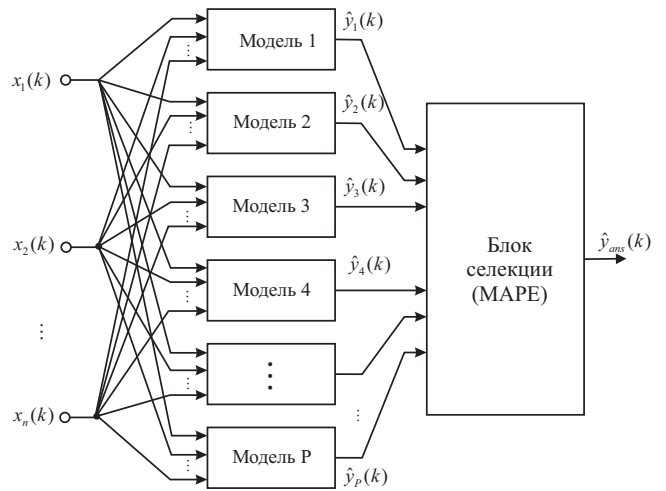 x₁(k)
x₂(k)
⋮
xₙ(k)
Модель 1
Модель 2
Модель 3
Модель 4
⋮
Модель P
ŷ₁(k)
ŷ₂(k)
ŷ₃(k)
ŷ₄(k)
⋮
ŷ_P(k)
Блок
селекции
(MAPE)
ŷ_ans(k)